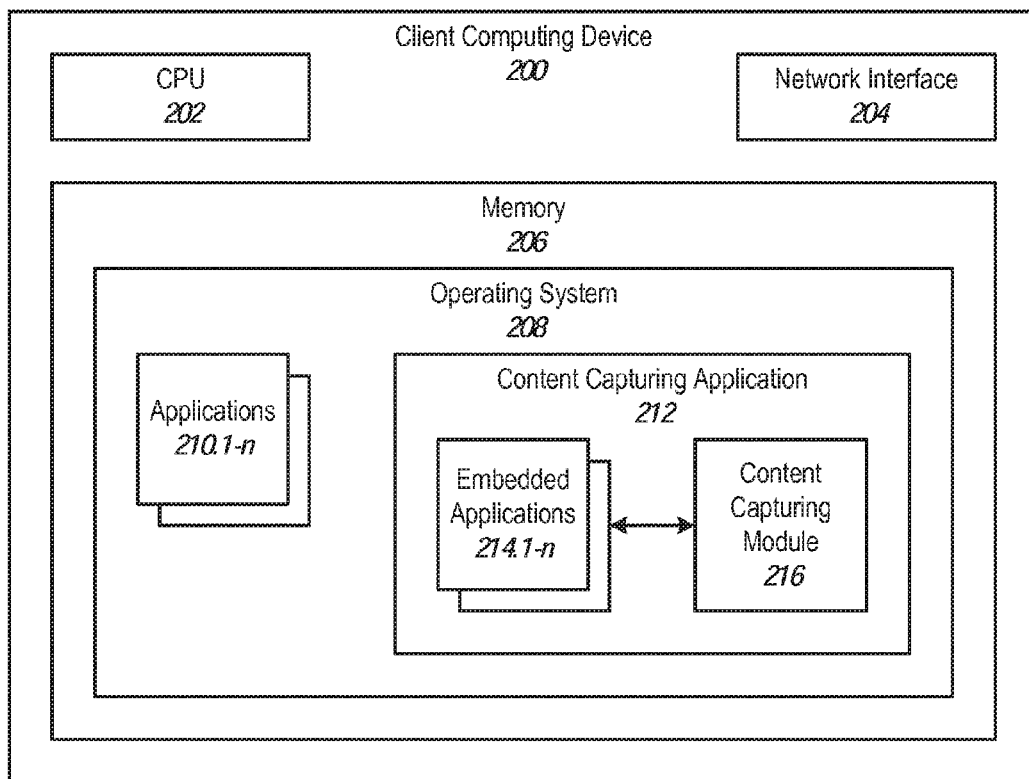 Client Computing Device
200
CPU
202
Network Interface
204
Memory
206
Operating System
208
Applications
210.1-n
Content Capturing Application
212
Embedded
Applications
214.1-n
Content
Capturing
Module
216